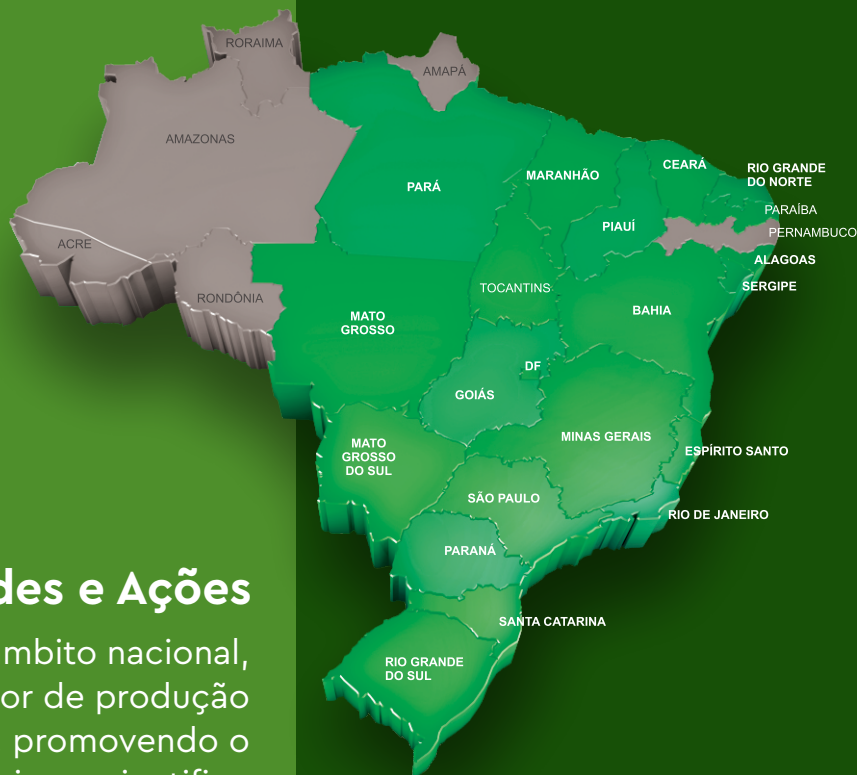 RORAIMA
AMAPÁ
AMAZONAS
PARÁ
MARANHÃO
CEARÁ
RIO GRANDE
DO NORTE
PARAÍBA
PIAUÍ
PERNAMBUCO
ACRE
ALAGOAS
RONDÔNIA
TOCANTINS
SERGIPE
MATO
GROSSO
BAHIA
DF
GOIÁS
MINAS GERAIS
MATO
GROSSO
DO SUL
ESPÍRITO SANTO
SÃO PAULO
RIO DE JANEIRO
PARANÁ
SANTA CATARINA
RIO GRANDE
DO SUL
des e Ações
mbito nacional,
or de produção
promovendo o